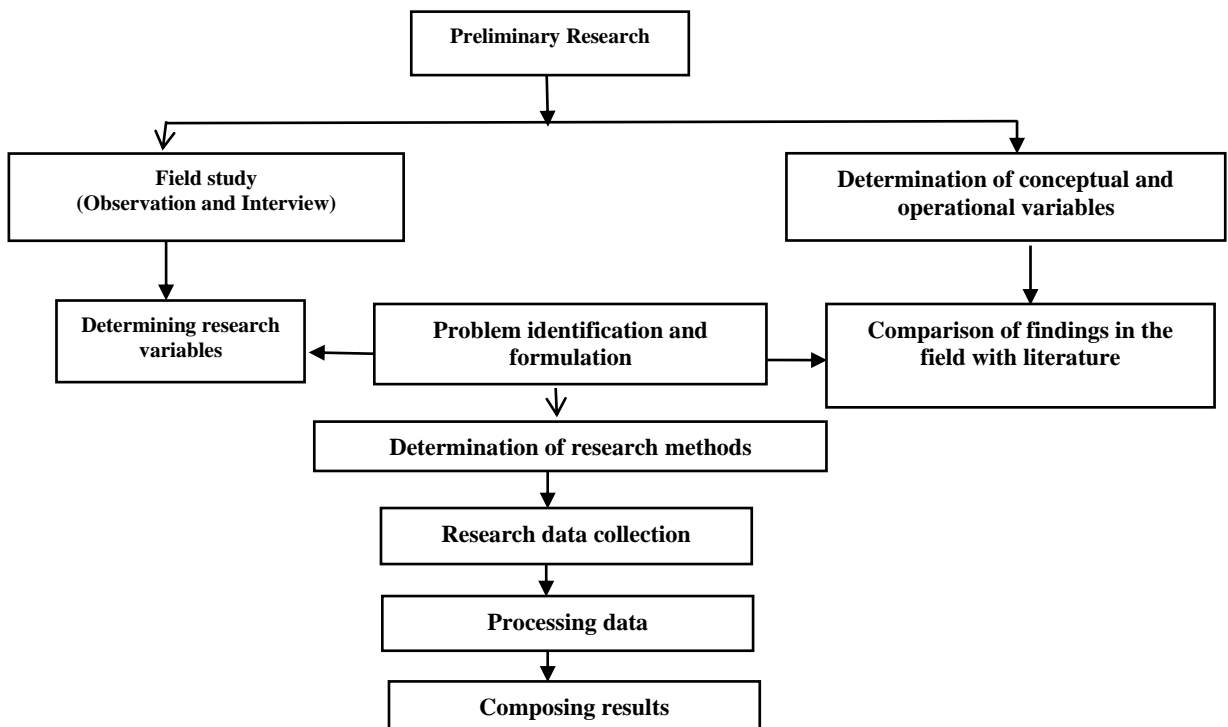 Preliminary Research
Field study
(Observation and Interview)
Determination of conceptual and
operational variables
Determining research
variables
Problem identification and
formulation
Comparison of findings in the
field with literature
Determination of research methods
Research data collection
Processing data
Composing results